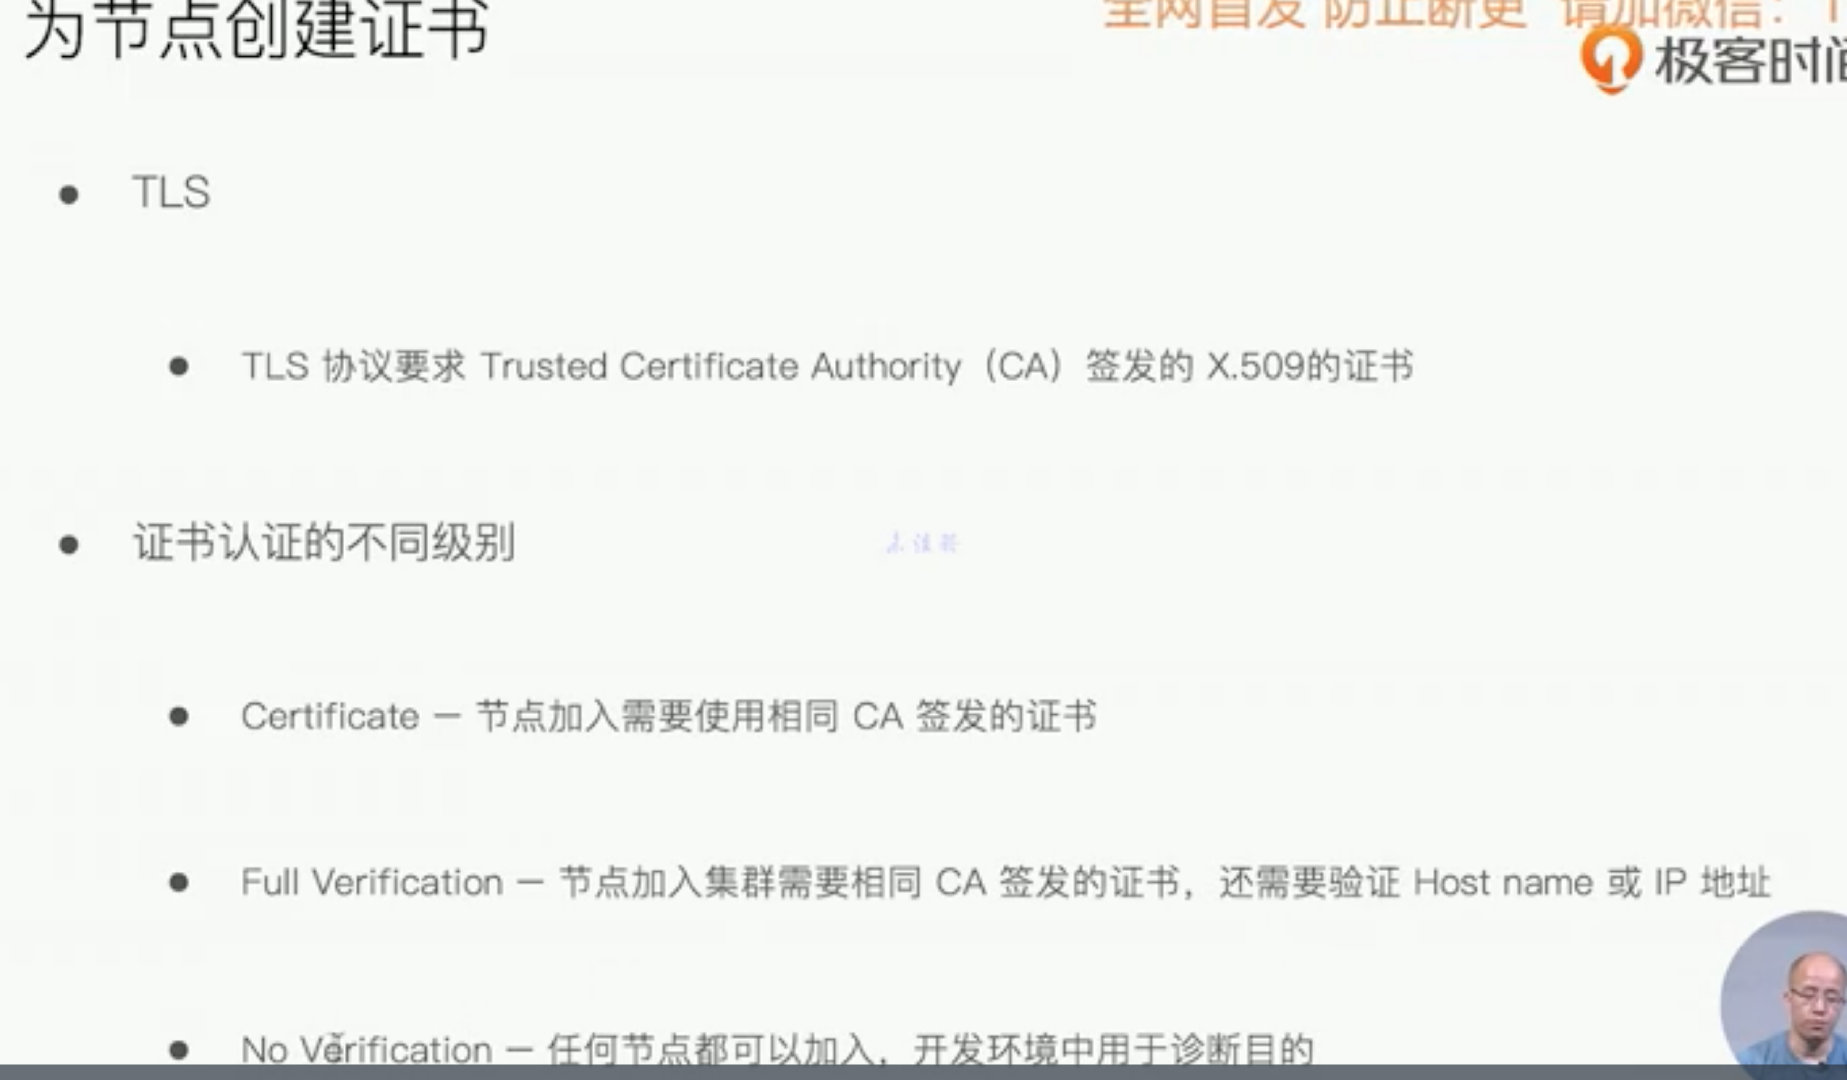 为节点创建证书
全网首发 防止断更 请加微信:
极客时间
● TLS
● TLS 协议要求 Trusted Certificate Authority（CA）签发的 X.509的证书
● 证书认证的不同级别
● Certificate — 节点加入需要使用相同 CA 签发的证书
● Full Verification — 节点加入集群需要相同 CA 签发的证书，还需要验证 Host name 或 IP 地址
● No Verification — 任何节点都可以加入，开发环境中用于诊断目的